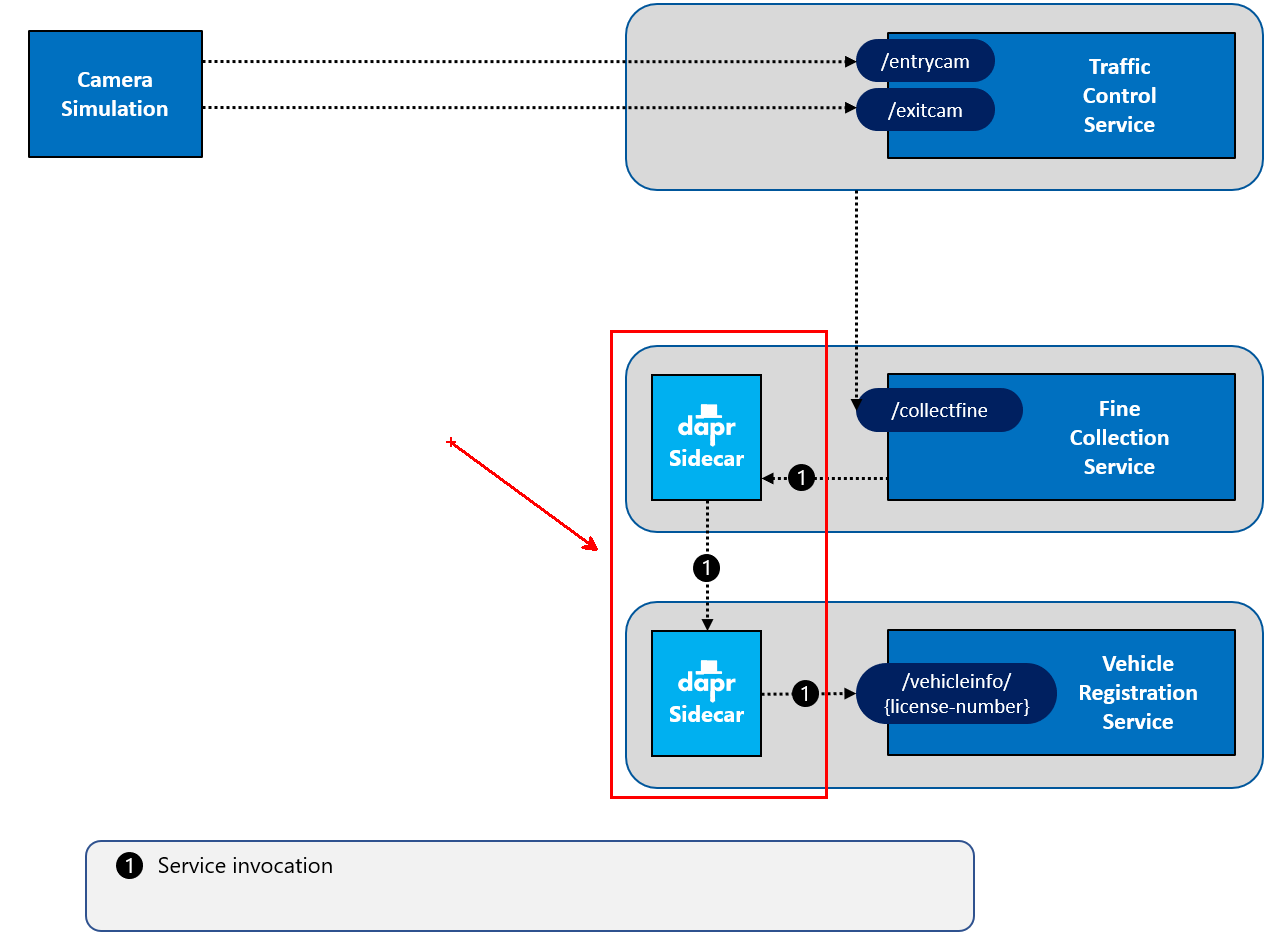 Camera
Simulation
/entrycam
/exitcam
Traffic
Control
Service
dapr
Sidecar
/collectfine
Fine
Collection
Service
1
1
dapr
Sidecar
1
/vehicleinfo/
{license-number}
Vehicle
Registration
Service
1 Service invocation